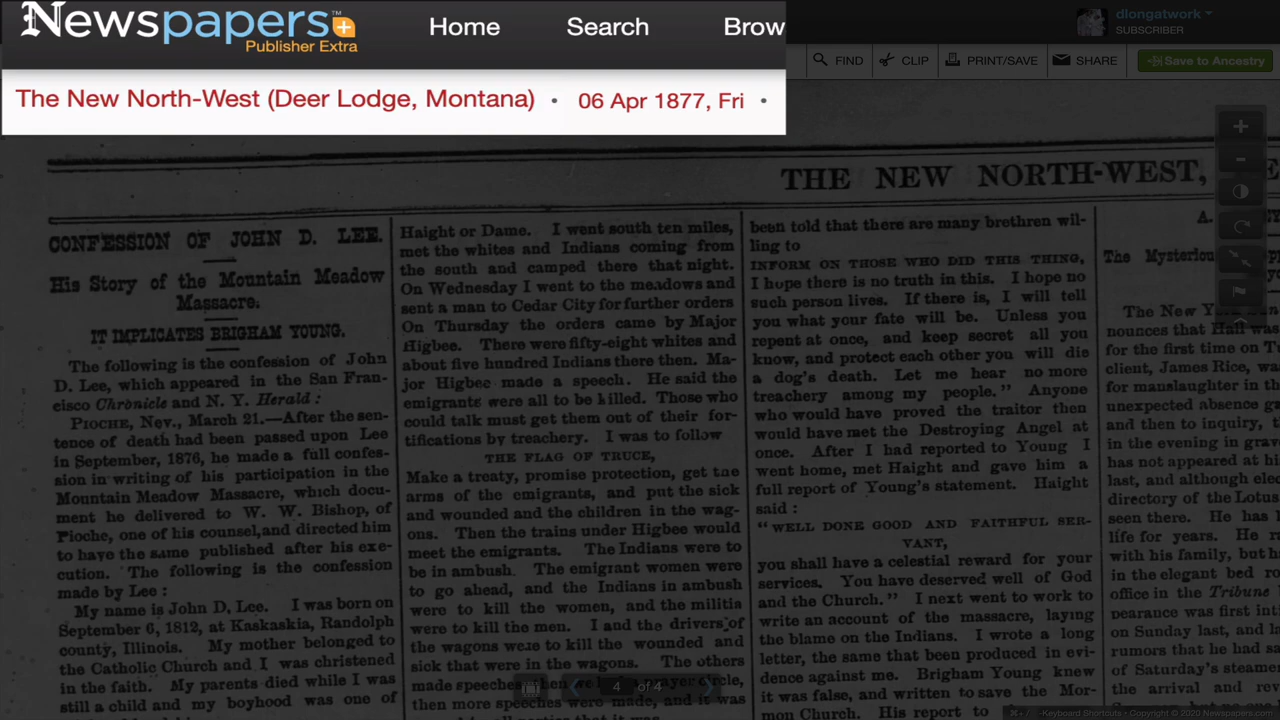 Newspapers+
Publisher Extra
Home
Search
Brow
dlongatwork
SUBSCRIBER
FIND
CLIP
PRINT/SAVE
SHARE
Save to Ancestry
The New North-West (Deer Lodge, Montana) • 06 Apr 1877, Fri •
THE NEW NORTH-WEST,
CONFESSION OF JOHN D. LEE.
His Story of the Mountain Meadow
Massacre.
IT IMPLICATES BRIGHAM YOUNG.
The following is the confession of John
D. Lee, which appeared in the San Fran-
cisco Chronicle and N. Y. Herald :
PIOCHE, Nev., March 21.—After the sen-
tence of death had been passed upon Lee
in September, 1876, he made a full confes-
sion in writing of his participation in the
Mountain Meadow Massacre, which docu-
ment he delivered to W. W. Bishop, of
Pioche, one of his counsel, and directed him
to have the same published after his exe-
cution. The following is the confession
made by Lee :
My name is John D. Lee. I was born on
September 6, 1812, at Kaskaskia, Randolph
county, Illinois. My mother belonged to
the Catholic Church and I was christened
in the faith. My parents died while I was
still a child and my boyhood was one of
Haight or Dame. I went south ten miles,
met the whites and Indians coming from
the south and camped there that night.
On Wednesday I went to the meadows and
sent a man to Cedar City for further orders
On Thursday the orders came by Major
Higbee. There were fifty-eight whites and
about five hundred Indians there then. Ma-
jor Higbee made a speech. He said the
emigrants were all to be killed. Those who
could talk must get them out of their for-
tifications by treachery. I was to follow
THE FLAG OF TRUCE,
Make a treaty, promise protection, get the
arms of the emigrants, and put the sick
and wounded and the children in the wag-
ons. Then the trains under Higbee would
meet the emigrants. The Indians were to
be in ambush. The emigrant women were
to go ahead, and the Indians in ambush
were to kill the women, and the militia
were to kill the men. I and the drivers of
the wagons were to kill the wounded and
sick that were in the wagons. The others
made speeches, prayer circle,
then more speeches were made, and it was
been told that there are many brethren wil-
ling to
INFORM ON THOSE WHO DID THIS THING,
I hope there is no truth in this. I hope no
such person lives. If there is, I will tell
you what your fate will be. Unless you
repent at once, and keep secret all you
know, and protect each other you will die
a dog's death. Let me hear no more
treachery among my people." Anyone
who would have proved the traitor then
would have met the Destroying Angel at
once. After I had reported to Young I
went home, met Haight and gave him a
full report of Young's statement. Haight
said :
"WELL DONE GOOD AND FAITHFUL SER-
VANT,
you shall have a celestial reward for your
services. You have deserved well of God
and the Church." I next went to work to
write an account of the massacre, laying
the blame on the Indians. I wrote a long
letter, the same that been produced in evi-
dence against me. Brigham Young knew
it was false, and written to save the Mor-
mon Church. His report to
A.
The Mysteriou
The New Y
nounces that
for the first time on T
client, James Rice, wa
for manslaughter in th
unexpected absence
and then to inquiry,
in the evening in grav
has not appeared at hi
last, and although elec
directory of the Lotus
seen there. He has
life for years. He
with his family, but h
in the elegant bed
office in the Tribune
pearance was first
on Sunday last, and
rumors that he had
of Saturday's steame
the arrival and
4 of 4
Keyboard Shortcuts • Copyright © 2020 Newspapers.com